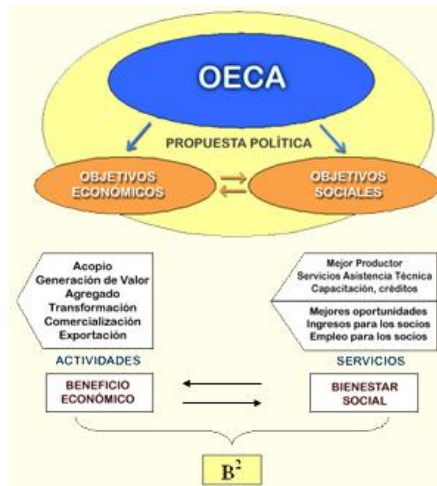 OECA
PROPUESTA POLÍTICA
OBJETIVOS
ECONÓMICOS
OBJETIVOS
SOCIALES
Acopio
Generación de Valor
Agregado
Transformación
Comercialización
Exportación
Mejor Productor
Servicios Asistencia Técnica
Capacitación, créditos
Mejores oportunidades
Ingresos para los socios
Empleo para los socios
ACTIVIDADES
SERVICIOS
BENEFICIO
ECONÓMICO
BIENESTAR
SOCIAL
B²